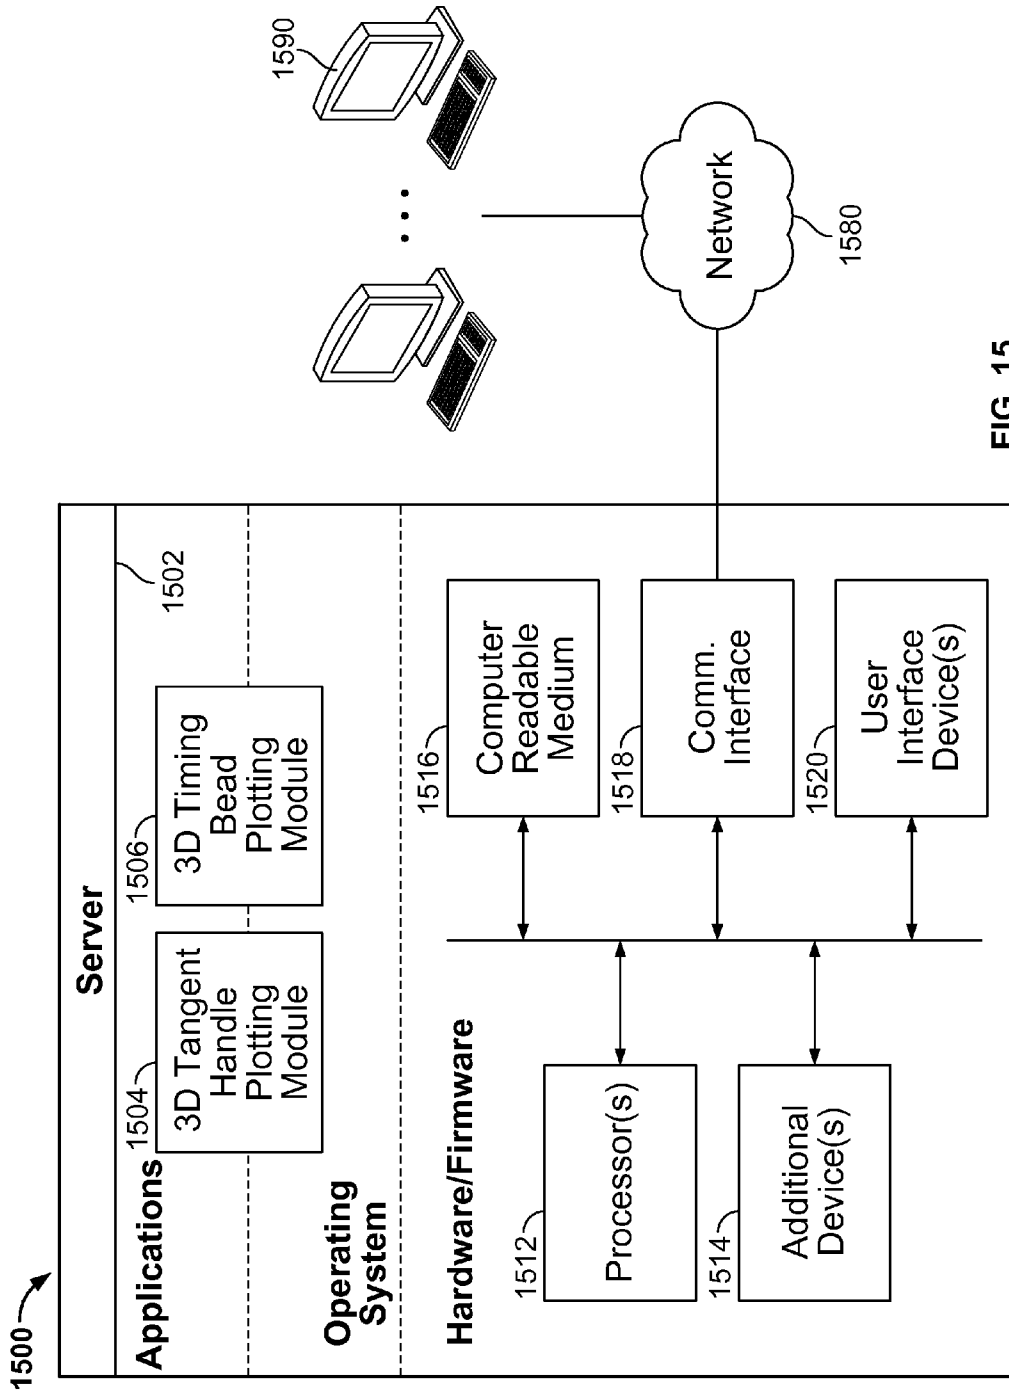 1500
Server
1502
Applications
1504
3D Tangent
Handle
Plotting
Module
1506
3D Timing
Bead
Plotting
Module
Operating
System
Hardware/Firmware
1512
Processor(s)
1514
Additional
Device(s)
1516
Computer
Readable
Medium
1518
Comm.
Interface
1520
User
Interface
Device(s)
1590
Network
1580
FIG. 15